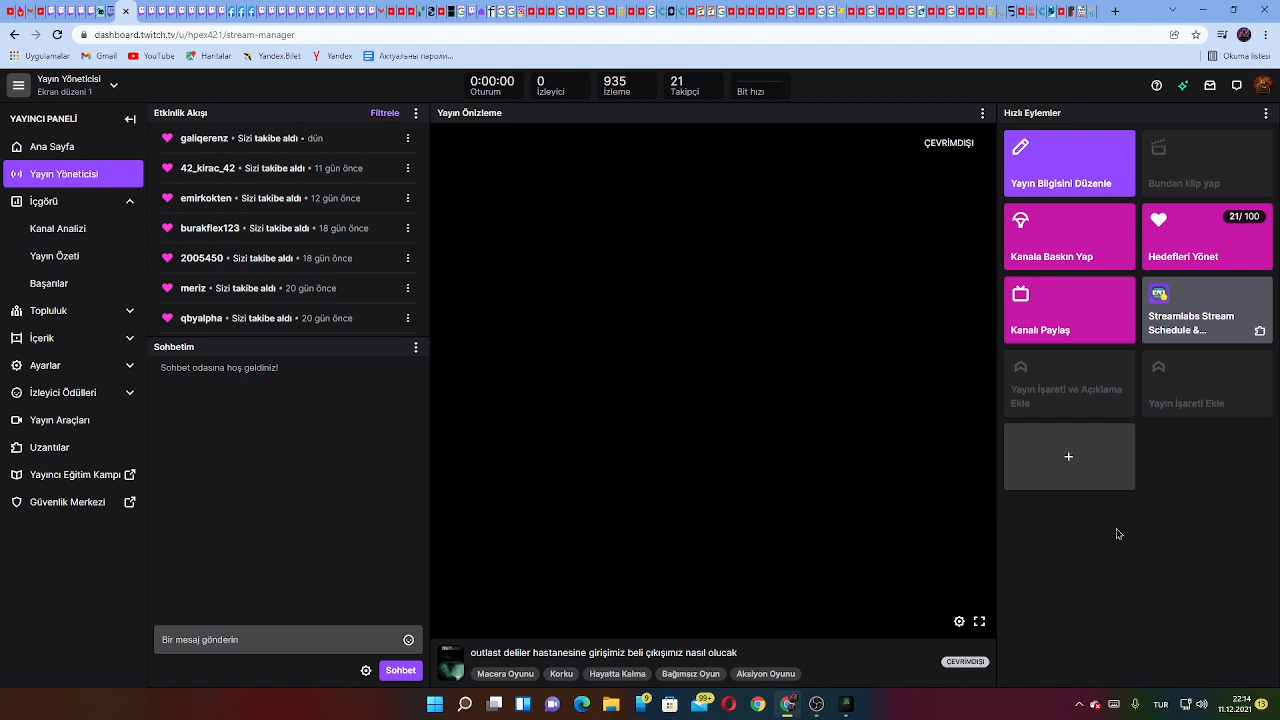 dashboard.twitch.tv/u/hpex421/stream-manager
Uygulamalar
Gmail
YouTube
Haritalar
Yandex.Bilet
Yandex
Актуальны пароли...
Okuma listesi
Yayın Yöneticisi
Ekran düzeni 1
0:00:00
Oturum
0
İzleyici
935
İzleme
21
Takipçi
Bit hızı
YAYINCI PANELİ
Ana Sayfa
Yayın Yöneticisi
İçgörü
Kanal Analizi
Yayın Özeti
Başarılar
Topluluk
İçerik
Ayarlar
İzleyici Ödülleri
Yayın Araçları
Uzantılar
Yayıncı Eğitim Kampı
Güvenlik Merkezi
Etkinlik Akışı
Filtrele
galiqerenz • Sizi takibe aldı • dün
42_kirac_42 • Sizi takibe aldı • 11 gün önce
emirkokten • Sizi takibe aldı • 12 gün önce
burakflex123 • Sizi takibe aldı • 18 gün önce
2005450 • Sizi takibe aldı • 18 gün önce
meriz • Sizi takibe aldı • 20 gün önce
qbyalpha • Sizi takibe aldı • 20 gün önce
Sohbetim
Sohbet odasına hoş geldiniz!
Bir mesaj gönderin
Sohbet
Yayın Önizleme
ÇEVRİMDIŞI
OUTLAST
outlast deliler hastanesine girişimiz beli çıkışımız nasıl olucak
Macera Oyunu
Korku
Hayatta Kalma
Bağımsız Oyun
Aksiyon Oyunu
ÇEVRİMDIŞI
Hızlı Eylemler
Yayın Bilgisini Düzenle
Bundan klip yap
Kanala Baskın Yap
21/ 100
Hedefleri Yönet
Kanalı Paylaş
Streamlabs Stream
Schedule &...
Yayın İşareti ve Açıklama
Ekle
Yayın İşareti Ekle
9
99+
TUR
22:14
11.12.2021
13